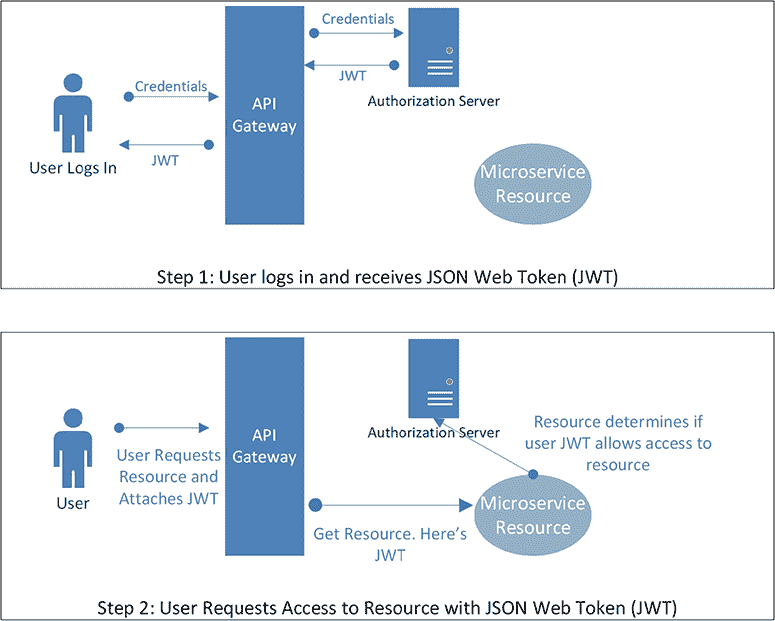 Credentials
JWT
Authorization Server
Credentials
JWT
User Logs In
API
Gateway
Microservice
Resource
Step 1: User logs in and receives JSON Web Token (JWT)
User
User Requests
Resource and
Attaches JWT
API
Gateway
Authorization Server
Resource determines if
user JWT allows access to
resource
Microservice
Resource
Get Resource. Here's
JWT
Step 2: User Requests Access to Resource with JSON Web Token (JWT)